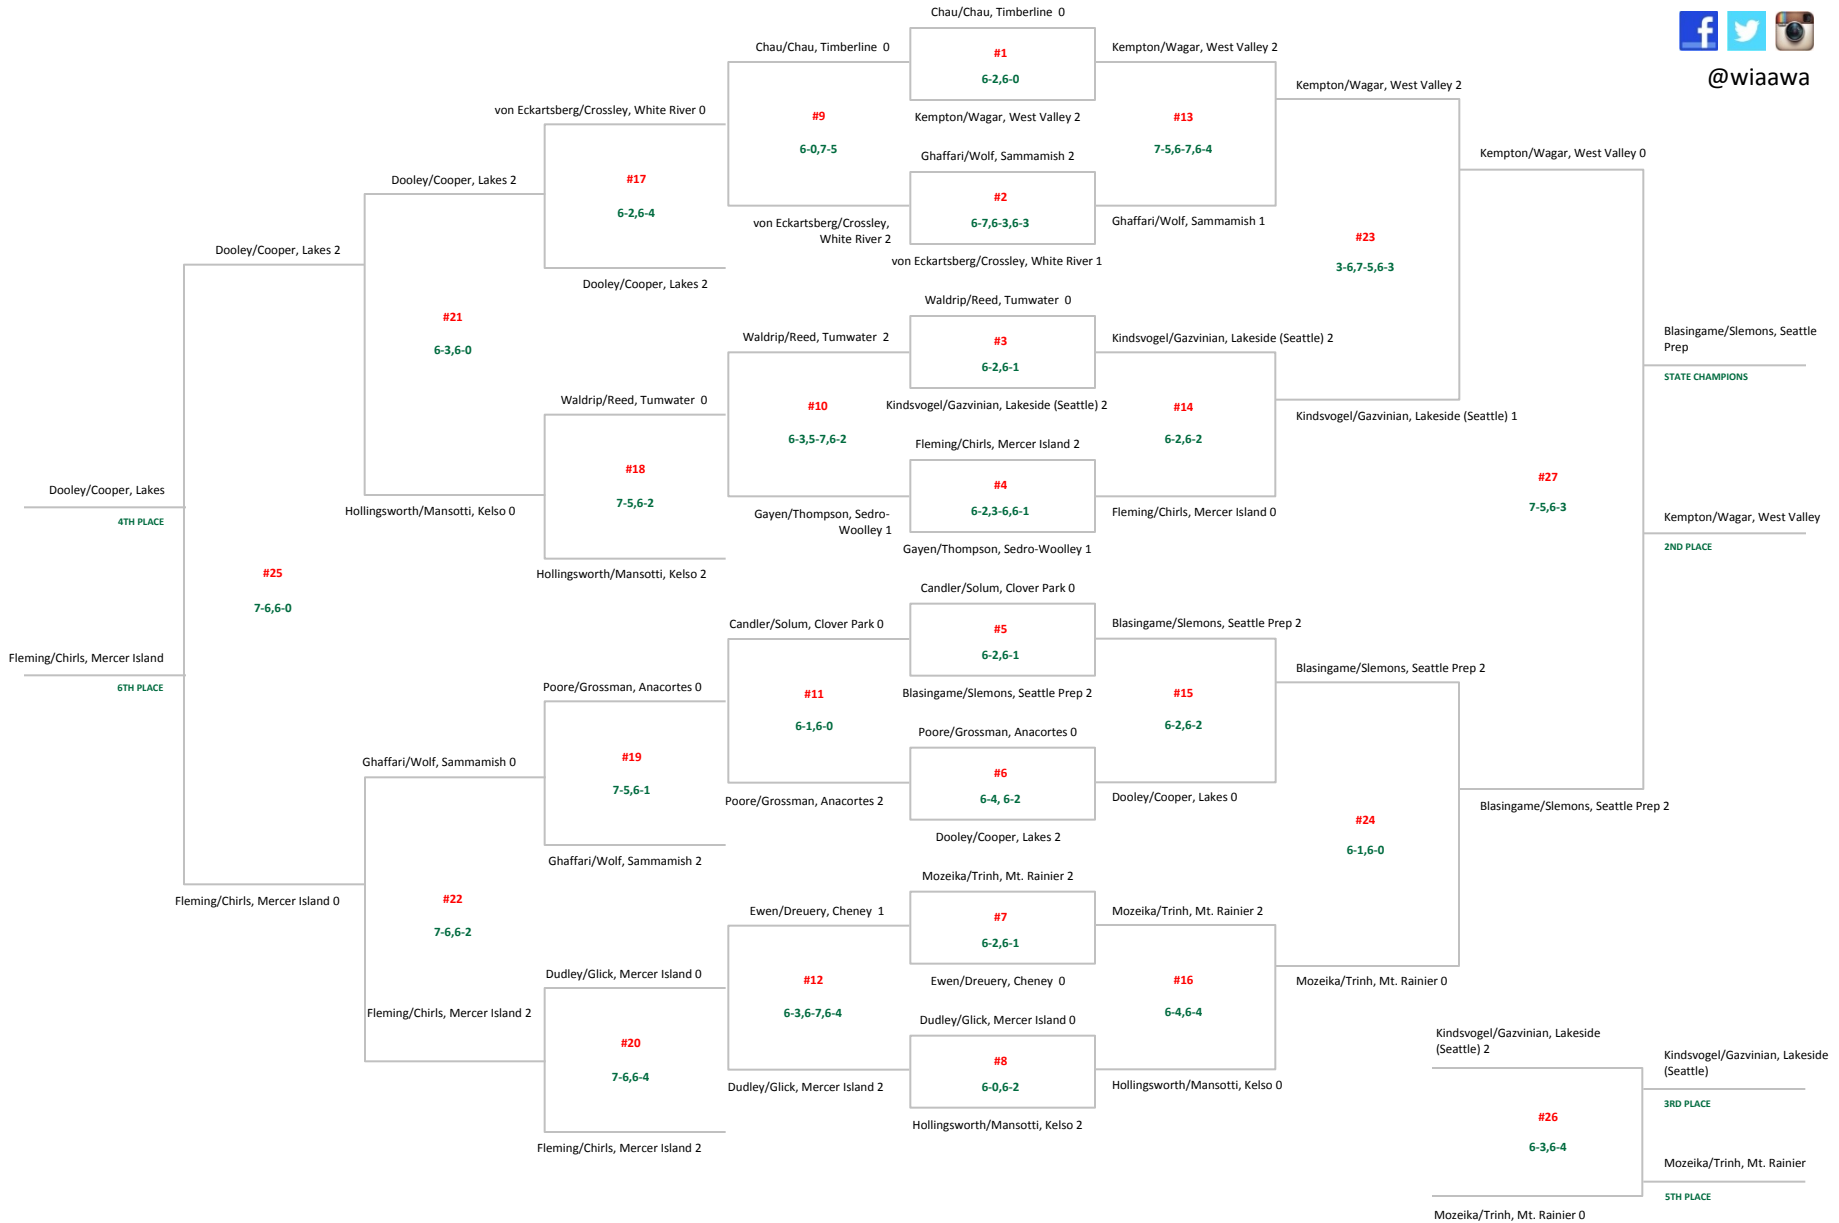 Chau/Chau, Timberline 0
Chau/Chau, Timberline 0
#1
Kempton/Wagar, West Valley 2
6-2,6-0
@wiaawa
Kempton/Wagar, West Valley 2
von Eckartsberg/Crossley, White River 0
#9
Kempton/Wagar, West Valley 2
#13
6-0,7-5
7-5,6-7,6-4
Ghaffari/Wolf, Sammamish 2
Kempton/Wagar, West Valley 0
Dooley/Cooper, Lakes 2
#17
#2
6-2,6-4
von Eckartsberg/Crossley,
White River 2
6-7,6-3,6-3
Ghaffari/Wolf, Sammamish 1
#23
Dooley/Cooper, Lakes 2
von Eckartsberg/Crossley, White River 1
3-6,7-5,6-3
Dooley/Cooper, Lakes 2
Waldrip/Reed, Tumwater 0
#21
Waldrip/Reed, Tumwater 2
#3
Kindsvogel/Gazvinian, Lakeside (Seattle) 2
Blasingame/Slemons, Seattle
Prep
6-3,6-0
6-2,6-1
STATE CHAMPIONS
Waldrip/Reed, Tumwater 0
#10
Kindsvogel/Gazvinian, Lakeside (Seattle) 2
#14
Kindsvogel/Gazvinian, Lakeside (Seattle) 1
6-3,5-7,6-2
Fleming/Chirls, Mercer Island 2
6-2,6-2
#18
#27
Dooley/Cooper, Lakes
#4
7-5,6-2
7-5,6-3
Hollingsworth/Mansotti, Kelso 0
Gayen/Thompson, Sedro-
Woolley 1
6-2,3-6,6-1
Fleming/Chirls, Mercer Island 0
Kempton/Wagar, West Valley
4TH PLACE
Gayen/Thompson, Sedro-Woolley 1
2ND PLACE
#25
Hollingsworth/Mansotti, Kelso 2
Candler/Solum, Clover Park 0
7-6,6-0
Candler/Solum, Clover Park 0
#5
Blasingame/Slemons, Seattle Prep 2
Fleming/Chirls, Mercer Island
6-2,6-1
Blasingame/Slemons, Seattle Prep 2
6TH PLACE
Poore/Grossman, Anacortes 0
#11
Blasingame/Slemons, Seattle Prep 2
#15
6-1,6-0
Poore/Grossman, Anacortes 0
6-2,6-2
Ghaffari/Wolf, Sammamish 0
#19
#6
7-5,6-1
Poore/Grossman, Anacortes 2
6-4, 6-2
Dooley/Cooper, Lakes 0
Blasingame/Slemons, Seattle Prep 2
Dooley/Cooper, Lakes 2
#24
Ghaffari/Wolf, Sammamish 2
6-1,6-0
Mozeika/Trinh, Mt. Rainier 2
Fleming/Chirls, Mercer Island 0
#22
Ewen/Dreuery, Cheney 1
#7
Mozeika/Trinh, Mt. Rainier 2
7-6,6-2
6-2,6-1
Dudley/Glick, Mercer Island 0
#12
Ewen/Dreuery, Cheney 0
#16
Mozeika/Trinh, Mt. Rainier 0
Fleming/Chirls, Mercer Island 2
6-3,6-7,6-4
Dudley/Glick, Mercer Island 0
6-4,6-4
#20
#8
Kindsvogel/Gazvinian, Lakeside
(Seattle) 2
Kindsvogel/Gazvinian, Lakeside
(Seattle)
7-6,6-4
Dudley/Glick, Mercer Island 2
6-0,6-2
Hollingsworth/Mansotti, Kelso 0
3RD PLACE
Hollingsworth/Mansotti, Kelso 2
#26
Fleming/Chirls, Mercer Island 2
6-3,6-4
Mozeika/Trinh, Mt. Rainier
5TH PLACE
Mozeika/Trinh, Mt. Rainier 0